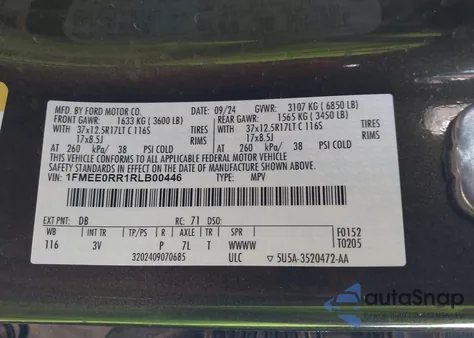 MFD. BY FORD MOTOR CO.
DATE: 09/24 GVWR: 3107 KG (6850 LB)
FRONT GAWR: 1633 KG (3600 LB) REAR GAWR: 1565 KG (3450 LB)
WITH 37x12.5R17LT C 116S WITH 37x12.5R17LT C 116S
TIRES 17x8.5J TIRES 17x8.5J
RIMS RIMS
AT 260 kPa/ 38 PSI COLD AT 260 kPa/ 38 PSI COLD
THIS VEHICLE CONFORMS TO ALL APPLICABLE FEDERAL MOTOR VEHICLE
SAFETY STANDARDS IN EFFECT ON THE
DATE OF MANUFACTURE SHOWN ABOVE.
VIN: 1FMEE0RR1RLB00446 TYPE: MPV
EXT PNT: DB RC: 71 DSO:
WB INT TR TP/PS R AXLE TR SPR F0152
116 3V P 7L T WWWW T0205
3202409070685 ULC ▽ 5U5A-3520472-AA
autoSnap